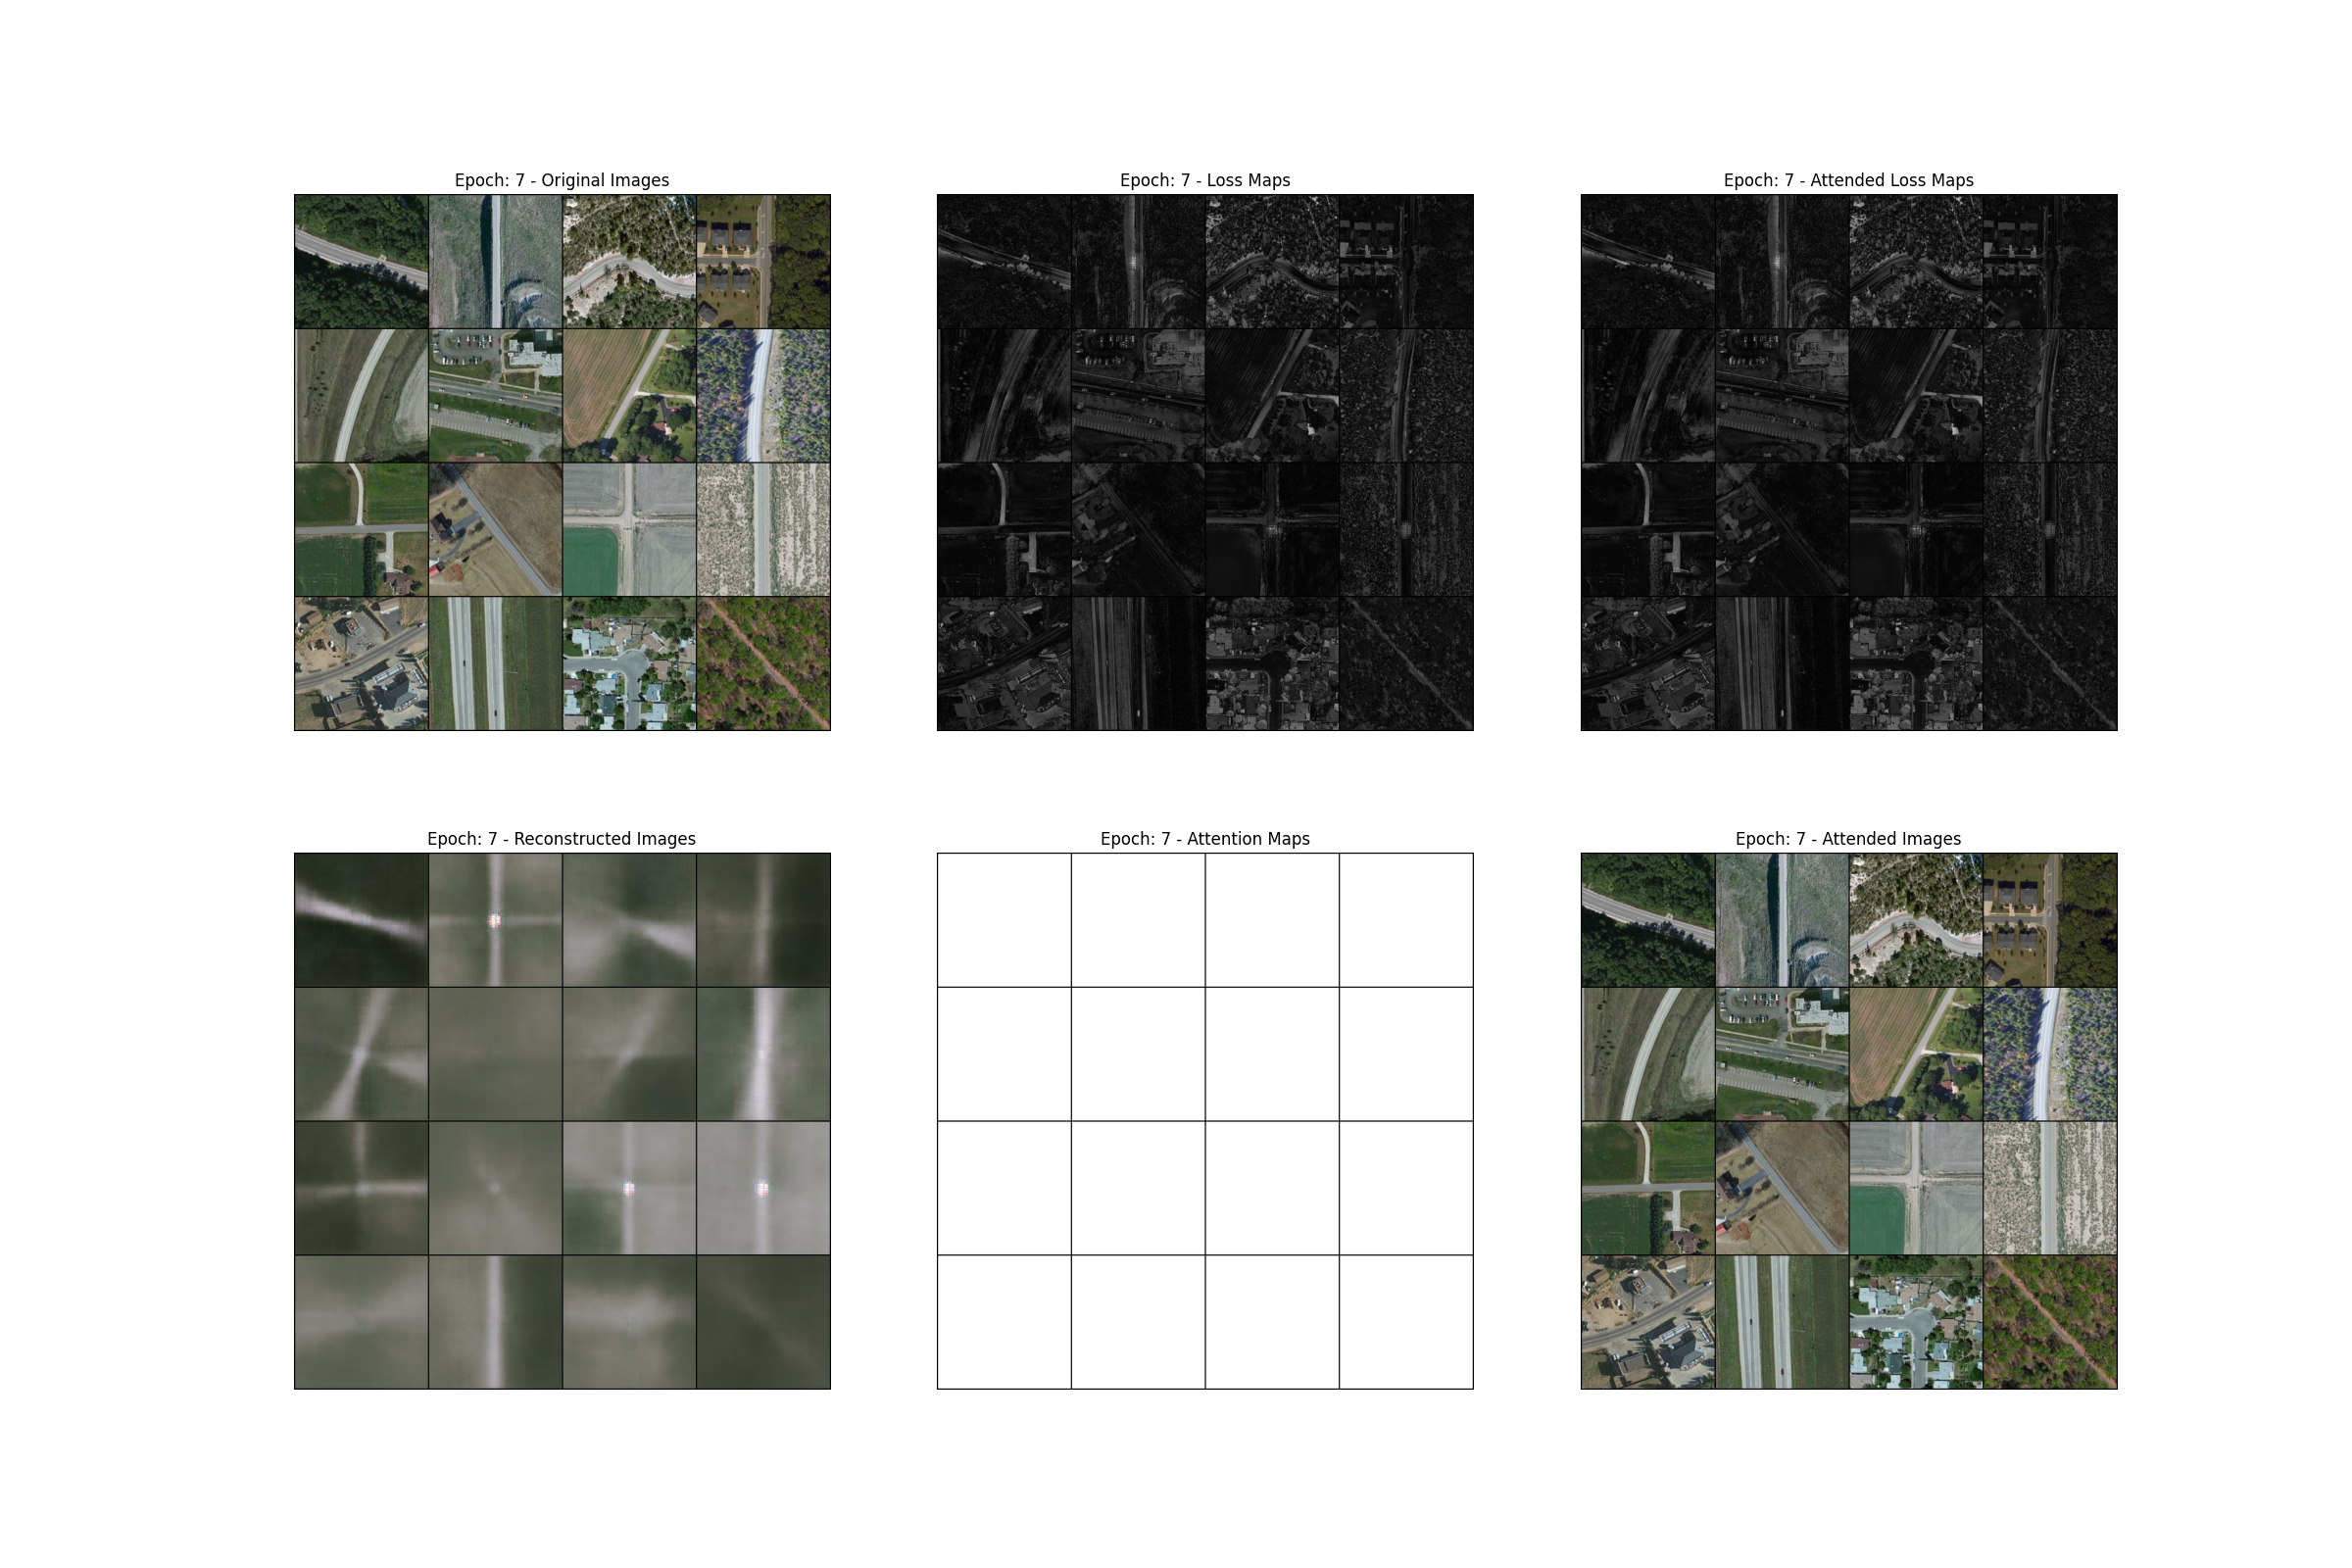 Epoch: 7 - Original Images
Epoch: 7 - Loss Maps
Epoch: 7 - Attended Loss Maps
Epoch: 7 - Reconstructed Images
Epoch: 7 - Attention Maps
Epoch: 7 - Attended Images